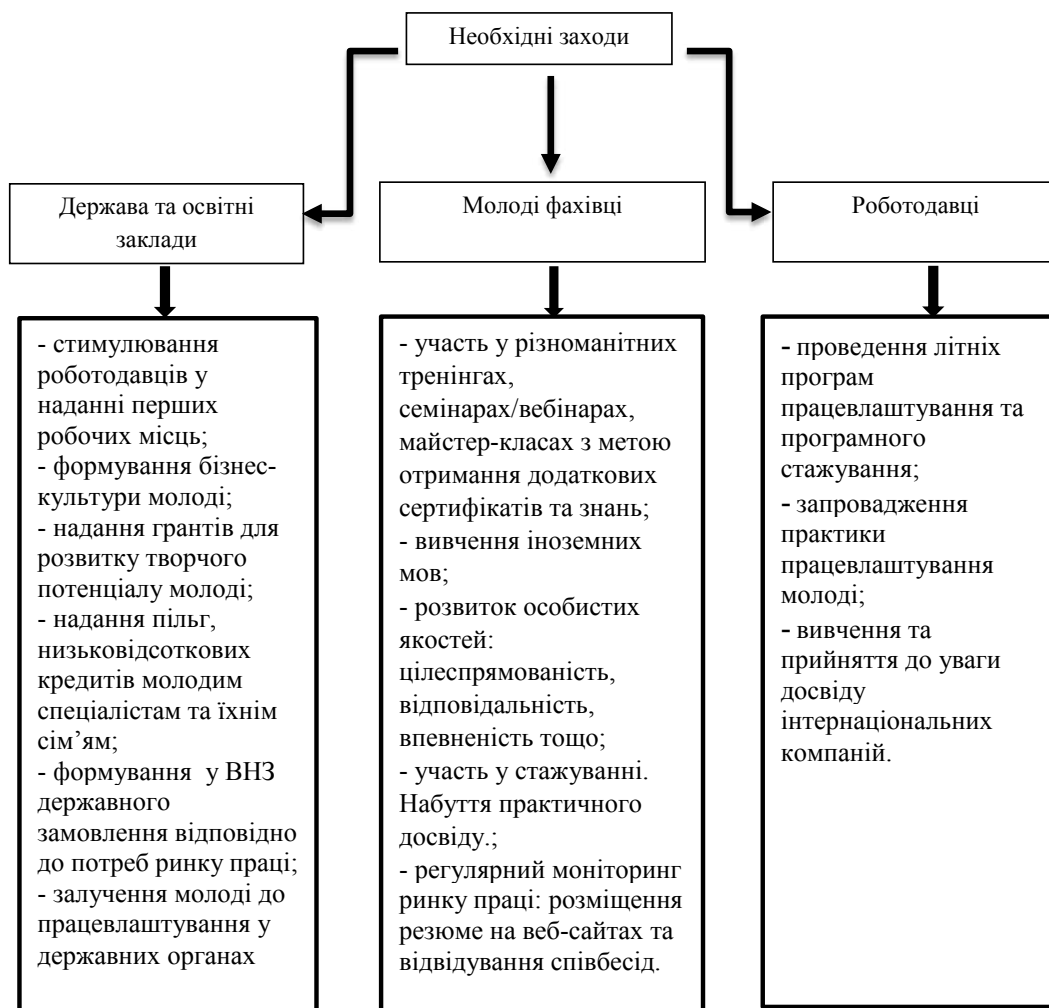 Необхідні заходи
Держава та освітні
заклади
Молоді фахівці
Роботодавці
- стимулювання
роботодавців у
наданні перших
робочих місць;
- формування бізнес-
культури молоді;
- надання грантів для
розвитку творчого
потенціалу молоді;
- надання пільг,
низьковідсоткових
кредитів молодим
спеціалістам та їхнім
сім’ям;
- формування у ВНЗ
державного
замовлення відповідно
до потреб ринку праці;
- залучення молоді до
працевлаштування у
державних органах
- участь у різноманітних
тренінгах,
семінарах/вебінарах,
майстер-класах з метою
отримання додаткових
сертифікатів та знань;
- вивчення іноземних
мов;
- розвиток особистих
якостей:
цілеспрямованість,
відповідальність,
впевненість тощо;
- участь у стажуванні.
Набуття практичного
досвіду.;
- регулярний моніторинг
ринку праці: розміщення
резюме на веб-сайтах та
відвідування співбесід.
- проведення літніх
програм
працевлаштування та
програмного
стажування;
- запровадження
практики
працевлаштування
молоді;
- вивчення та
прийняття до уваги
досвіду
інтернаціональних
компаній.